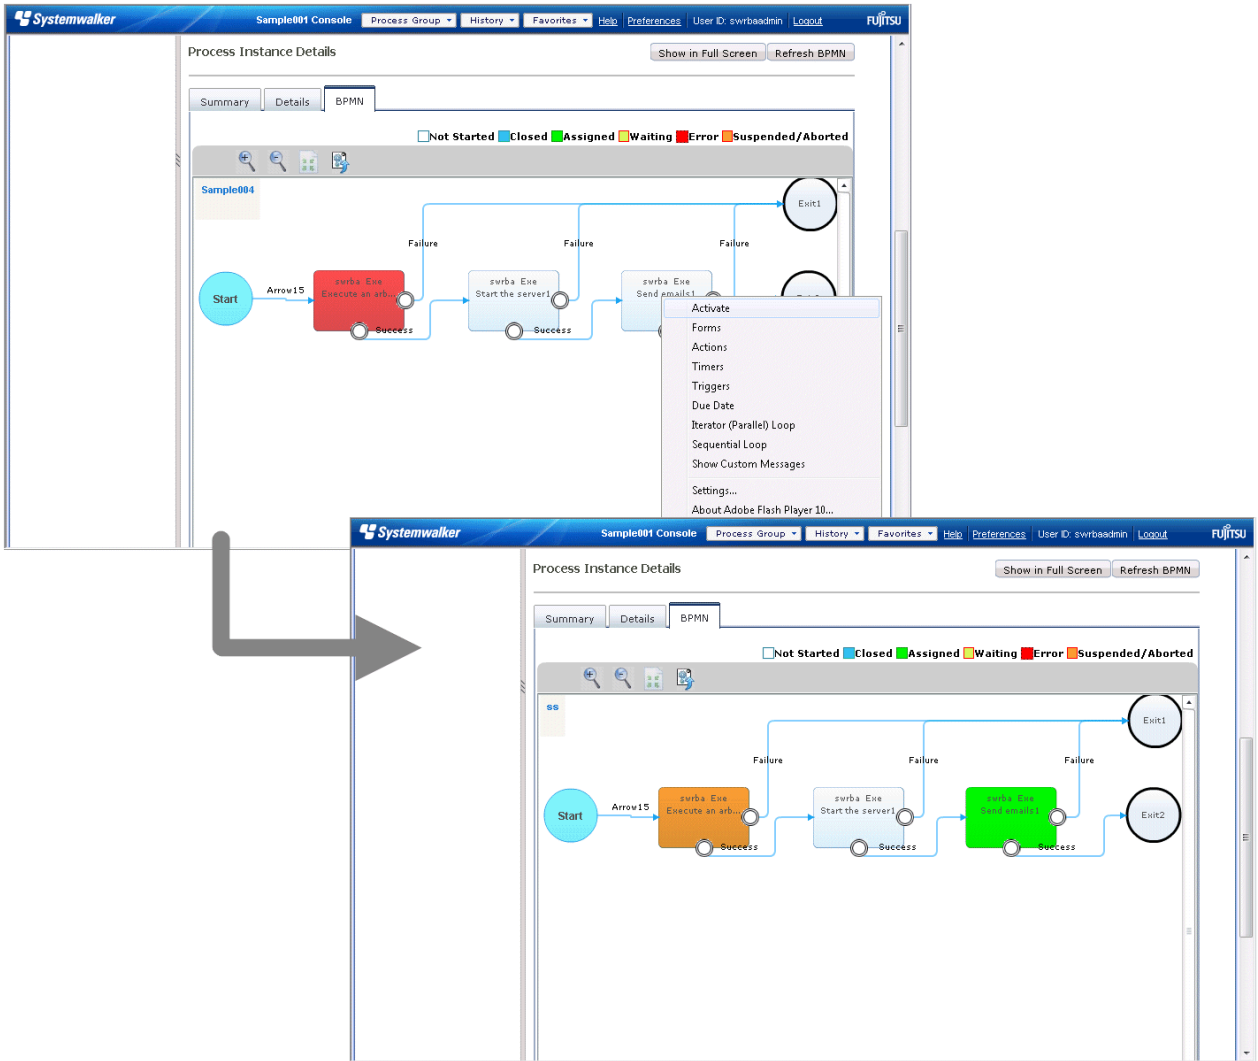 Systemwalker
Sample001 Console Process Group History Favorites Help Preferences User ID: swrbaadmin Logout FUJITSU
Process Instance Details
Show in Full Screen Refresh BPMN
Summary Details BPMN
Not Started Closed Assigned Waiting Error Suspended/Aborted
Sample004
Exit1
Failure Failure Failure
Start
Arrow15
swrba Exe
Execute an arb...
Success
swrba Exe
Start the server1
Success
swrba Exe
Send emails1
Activate
Forms
Actions
Timers
Triggers
Due Date
Iterator (Parallel) Loop
Sequential Loop
Show Custom Messages
Settings...
About Adobe Flash Player 10...
Systemwalker
Sample001 Console Process Group History Favorites Help Preferences User ID: swrbaadmin Logout FUJITSU
Process Instance Details
Show in Full Screen Refresh BPMN
Summary Details BPMN
Not Started Closed Assigned Waiting Error Suspended/Aborted
ss
Exit1
Failure Failure Failure
Start
Arrow15
swrba Exe
Execute an arb...
Success
swrba Exe
Start the server1
Success
swrba Exe
Send emails1
Success
Exit2